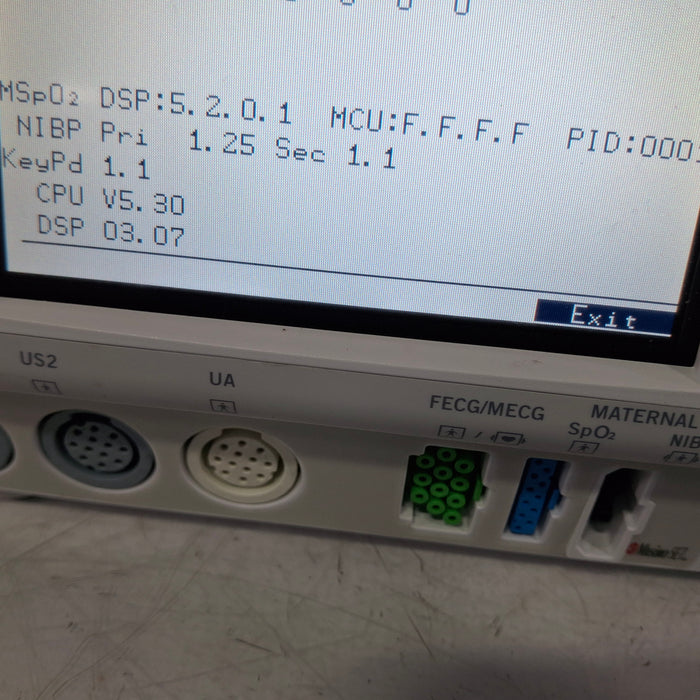 MSpO₂ DSP:5.2.0.1 MCU:F.F.F.F PID:000
NIBP Pri 1.25 Sec 1.1
KeyPd 1.1
CPU V5.30
DSP 03.07
Exit
US2
UA
FECG/MECG
MATERNAL
SpO₂
NIB
Masimo SET